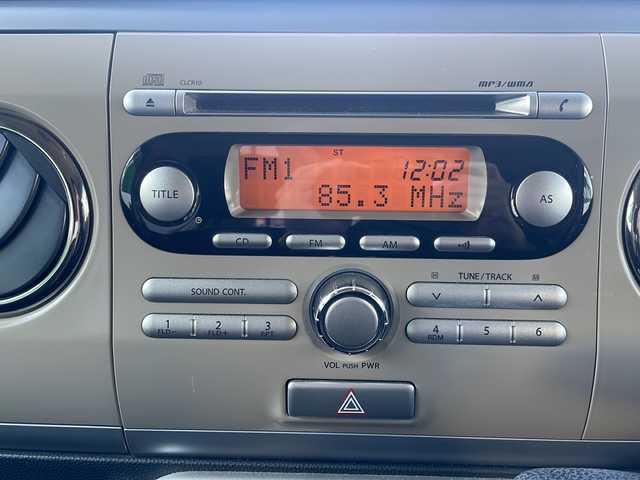 CLCR10 MP3/WMA
ST
FM1 12:02
85.3 MHz
TITLE
AS
CD FM AM
SOUND CONT.
TUNE/TRACK
1 2 3
FLD- FLD+ RPT
4 5 6
RDM
VOL PUSH PWR